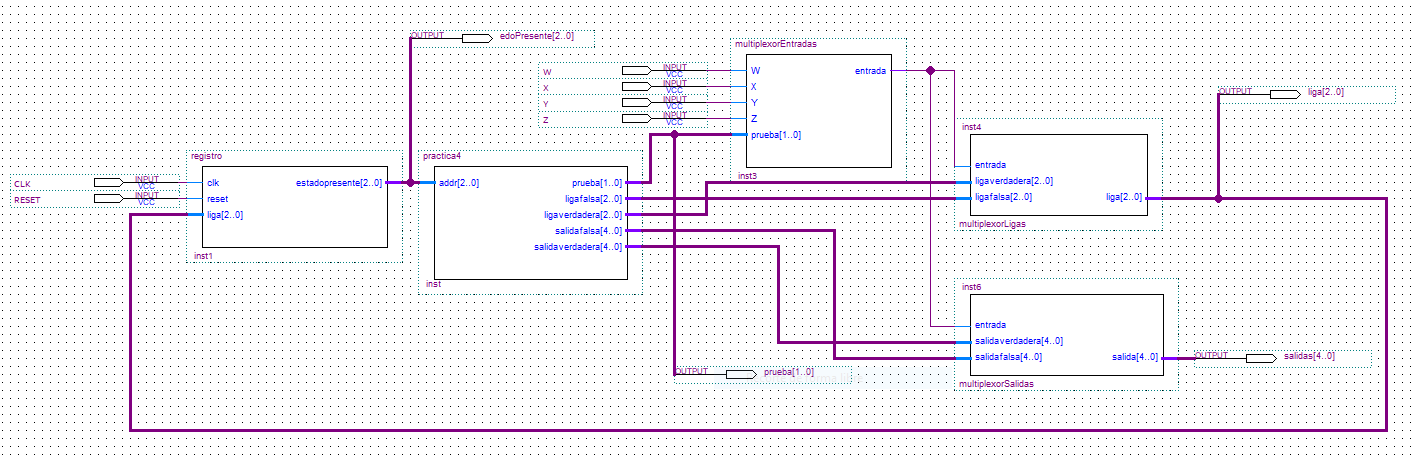 OUTPUT edoPresente[2..0]
multiplexorEntradas
W INPUT VCC W entrada
X INPUT VCC X
Y INPUT VCC Y
Z INPUT VCC Z
prueba[1..0]
inst3
OUTPUT liga[2..0]
registro
CLK INPUT VCC clk estadopresente[2..0]
RESET INPUT VCC reset
liga[2..0]
inst1
practica4
addr[2..0] prueba[1..0]
ligafalsa[2..0]
ligaverdadera[2..0]
salidafalsa[4..0]
salidaverdadera[4..0]
inst
inst4
entrada
ligaverdadera[2..0]
ligafalsa[2..0] liga[2..0]
multiplexorLigas
inst6
entrada
salidaverdadera[4..0]
salidafalsa[4..0] salida[4..0]
multiplexorSalidas
OUTPUT salidas[4..0]
OUTPUT prueba[1..0]